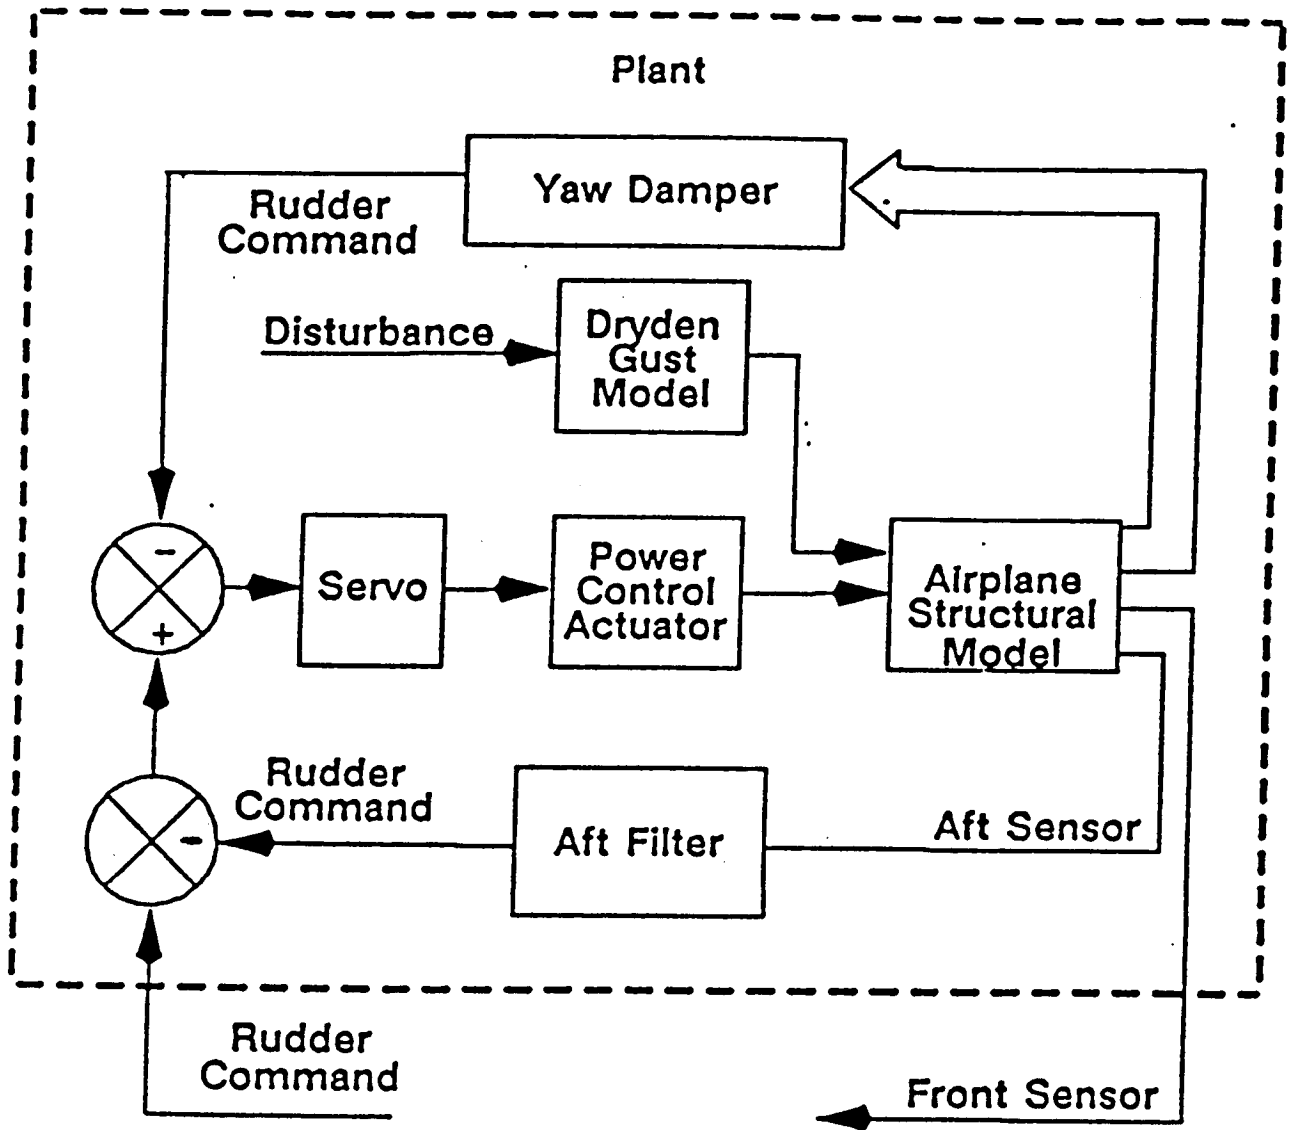 Plant
Yaw Damper
Rudder
Command
Disturbance
Dryden
Gust
Model
-
+
Servo
Power
Control
Actuator
Airplane
Structural
Model
Rudder
Command
-
Aft Filter
Aft Sensor
Rudder
Command
Front Sensor